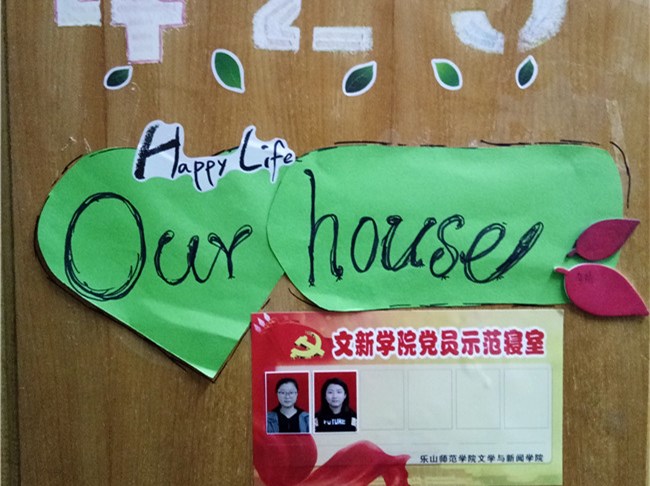 425
Happy Life
Our house
文新学院党员示范寝室
FUTURE
乐山师范学院文学与新闻学院